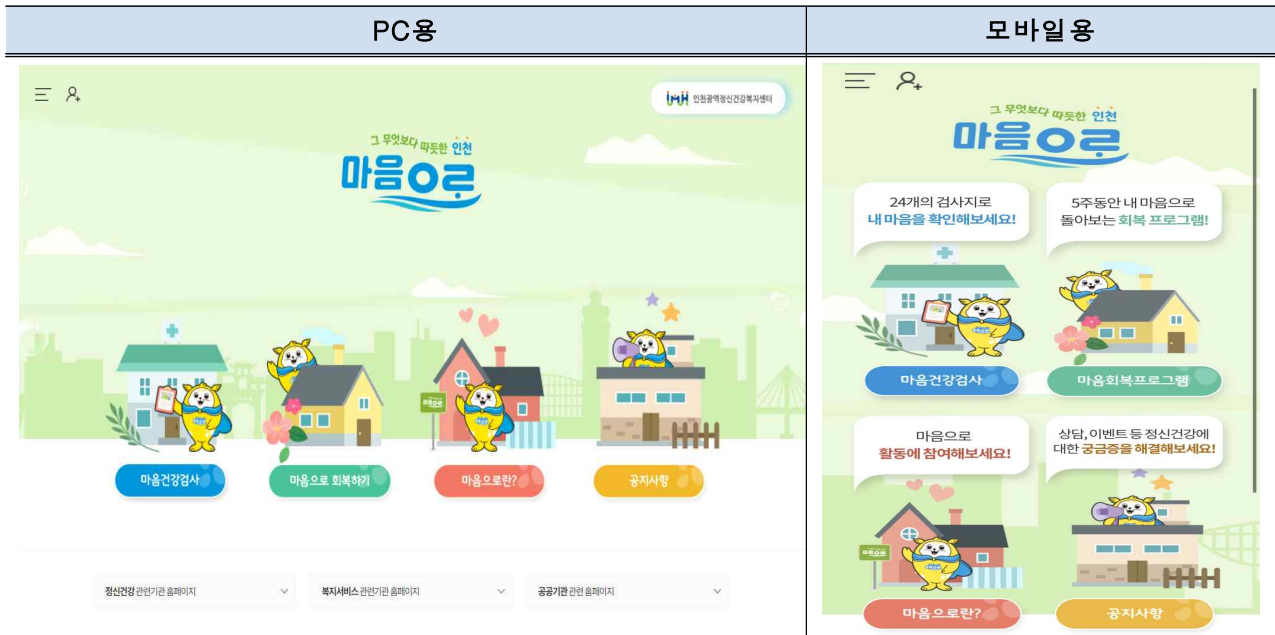 PC용
모바일용
인천광역정신건강복지센터
그 무엇보다 따뜻한 인천
마음으로
마음건강검사
마음으로 회복하기
마음으로란?
공지사항
정신건강 관련기관 홈페이지
복지서비스 관련기관 홈페이지
공공기관 관련 홈페이지
그 무엇보다 따뜻한 인천
마음으로
24개의 검사지로
내 마음을 확인해보세요!
5주동안 내 마음으로
돌아보는 회복 프로그램!
마음건강검사
마음회복프로그램
마음으로
활동에 참여해보세요!
상담, 이벤트 등 정신건강에
대한 궁금증을 해결해보세요!
마음으로란?
공지사항